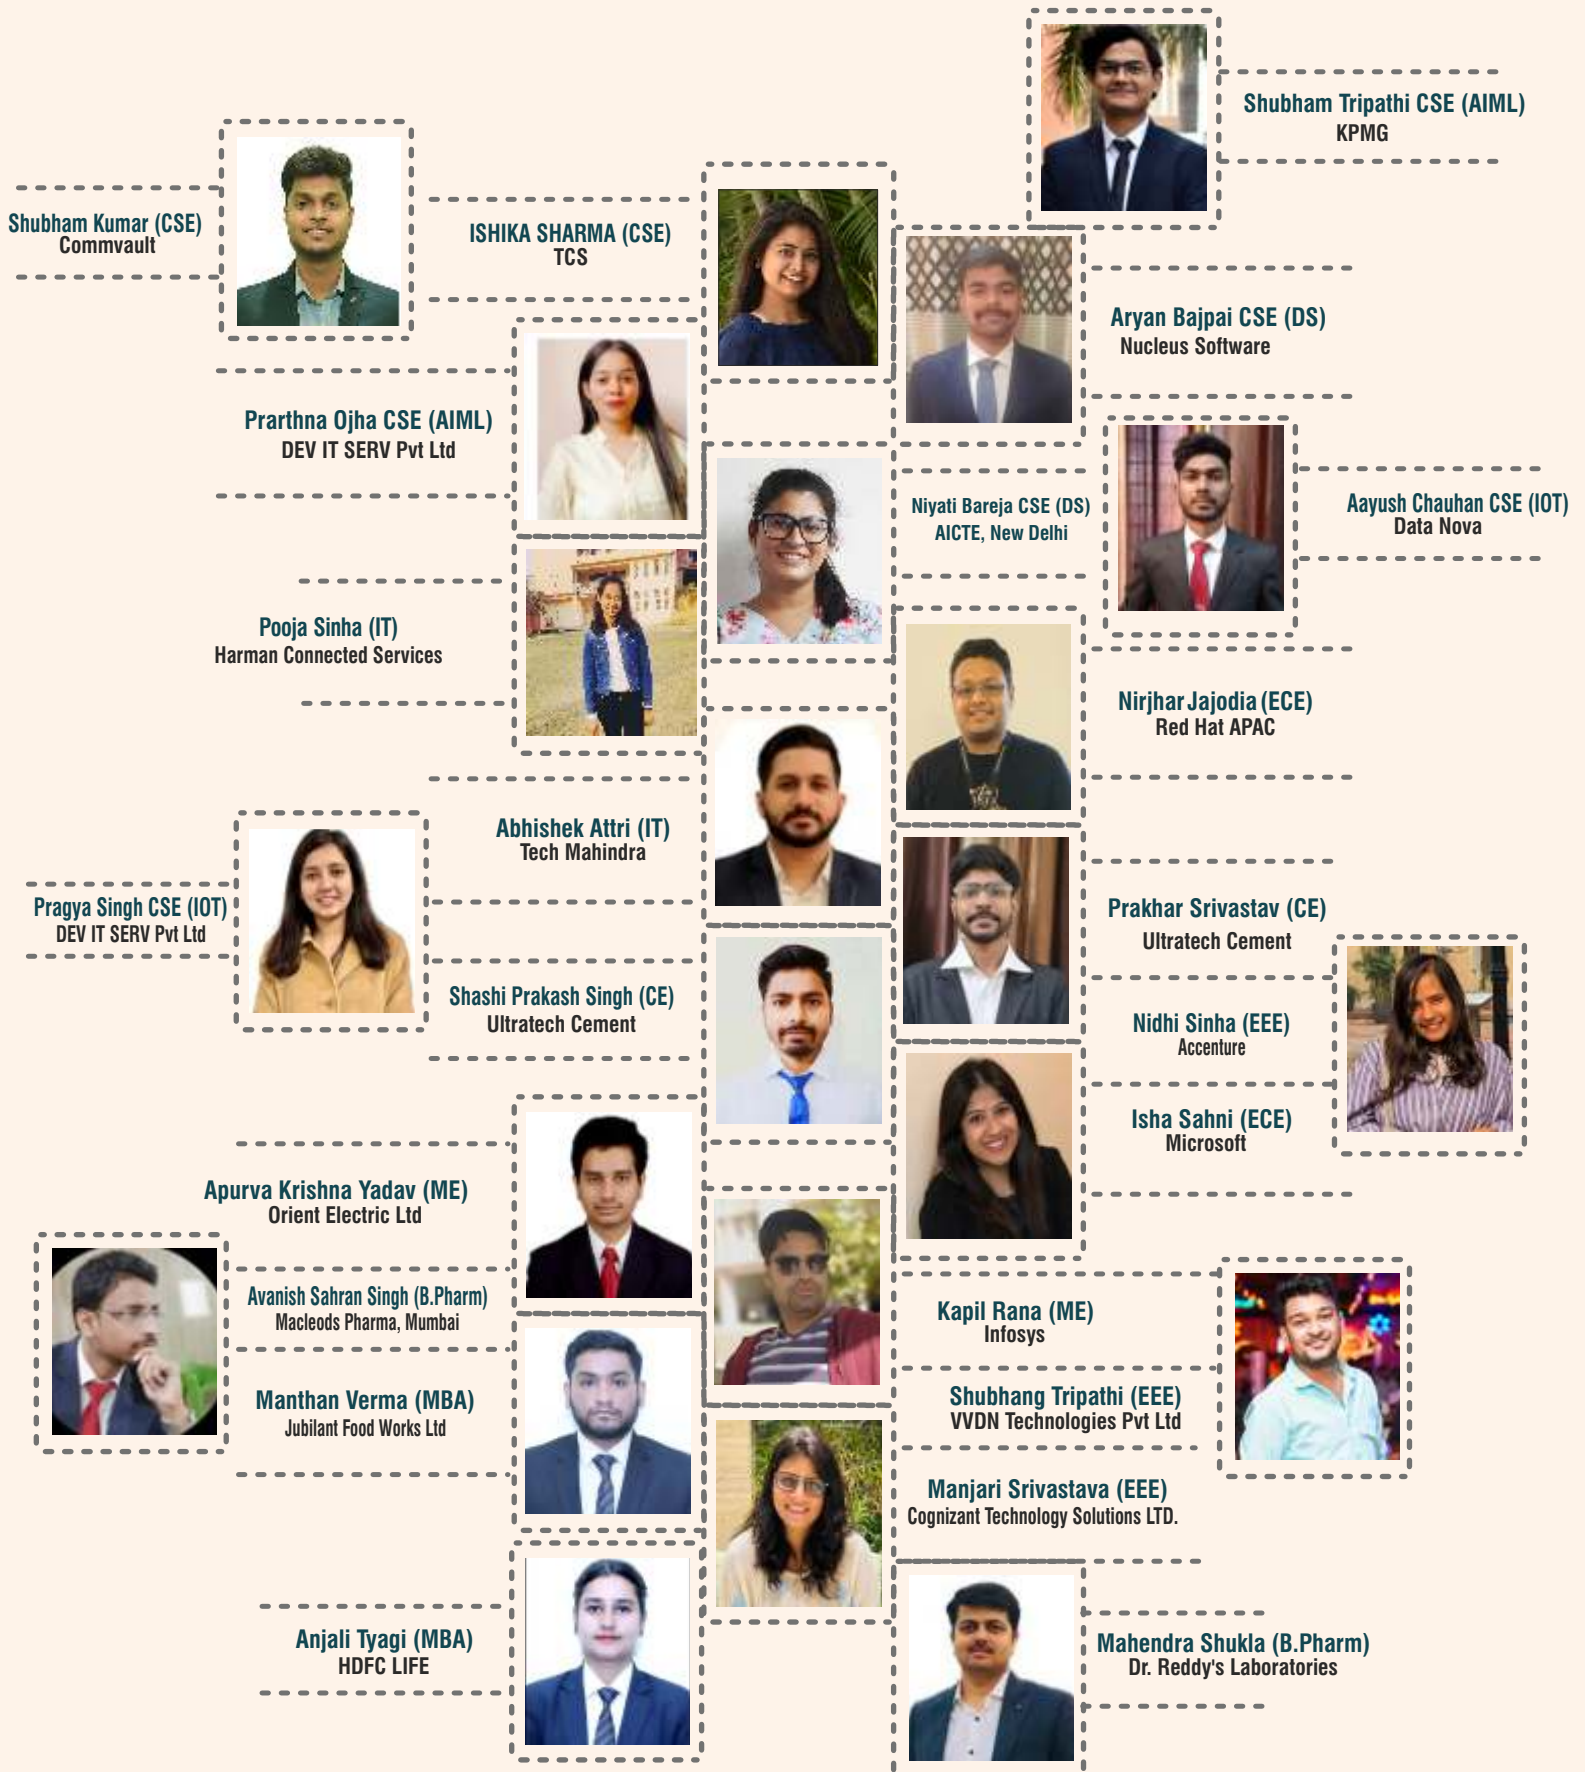 Shubham Tripathi CSE (AIML)
KPMG
Shubham Kumar (CSE)
Commvault
ISHIKA SHARMA (CSE)
TCS
Aryan Bajpai CSE (DS)
Nucleus Software
Prarthna Ojha CSE (AIML)
DEV IT SERV Pvt Ltd
Niyati Bareja CSE (DS)
AICTE, New Delhi
Aayush Chauhan CSE (IOT)
Data Nova
Pooja Sinha (IT)
Harman Connected Services
Nirjhar Jajodia (ECE)
Red Hat APAC
Abhishek Attri (IT)
Tech Mahindra
Pragya Singh CSE (IOT)
DEV IT SERV Pvt Ltd
Prakhar Srivastav (CE)
Ultratech Cement
Shashi Prakash Singh (CE)
Ultratech Cement
Nidhi Sinha (EEE)
Accenture
Isha Sahni (ECE)
Microsoft
Apurva Krishna Yadav (ME)
Orient Electric Ltd
Avanish Sahran Singh (B.Pharm)
Macleods Pharma, Mumbai
Kapil Rana (ME)
Infosys
Manthan Verma (MBA)
Jubilant Food Works Ltd
Shubhang Tripathi (EEE)
VVDN Technologies Pvt Ltd
Manjari Srivastava (EEE)
Cognizant Technology Solutions LTD.
Anjali Tyagi (MBA)
HDFC LIFE
Mahendra Shukla (B.Pharm)
Dr. Reddy's Laboratories